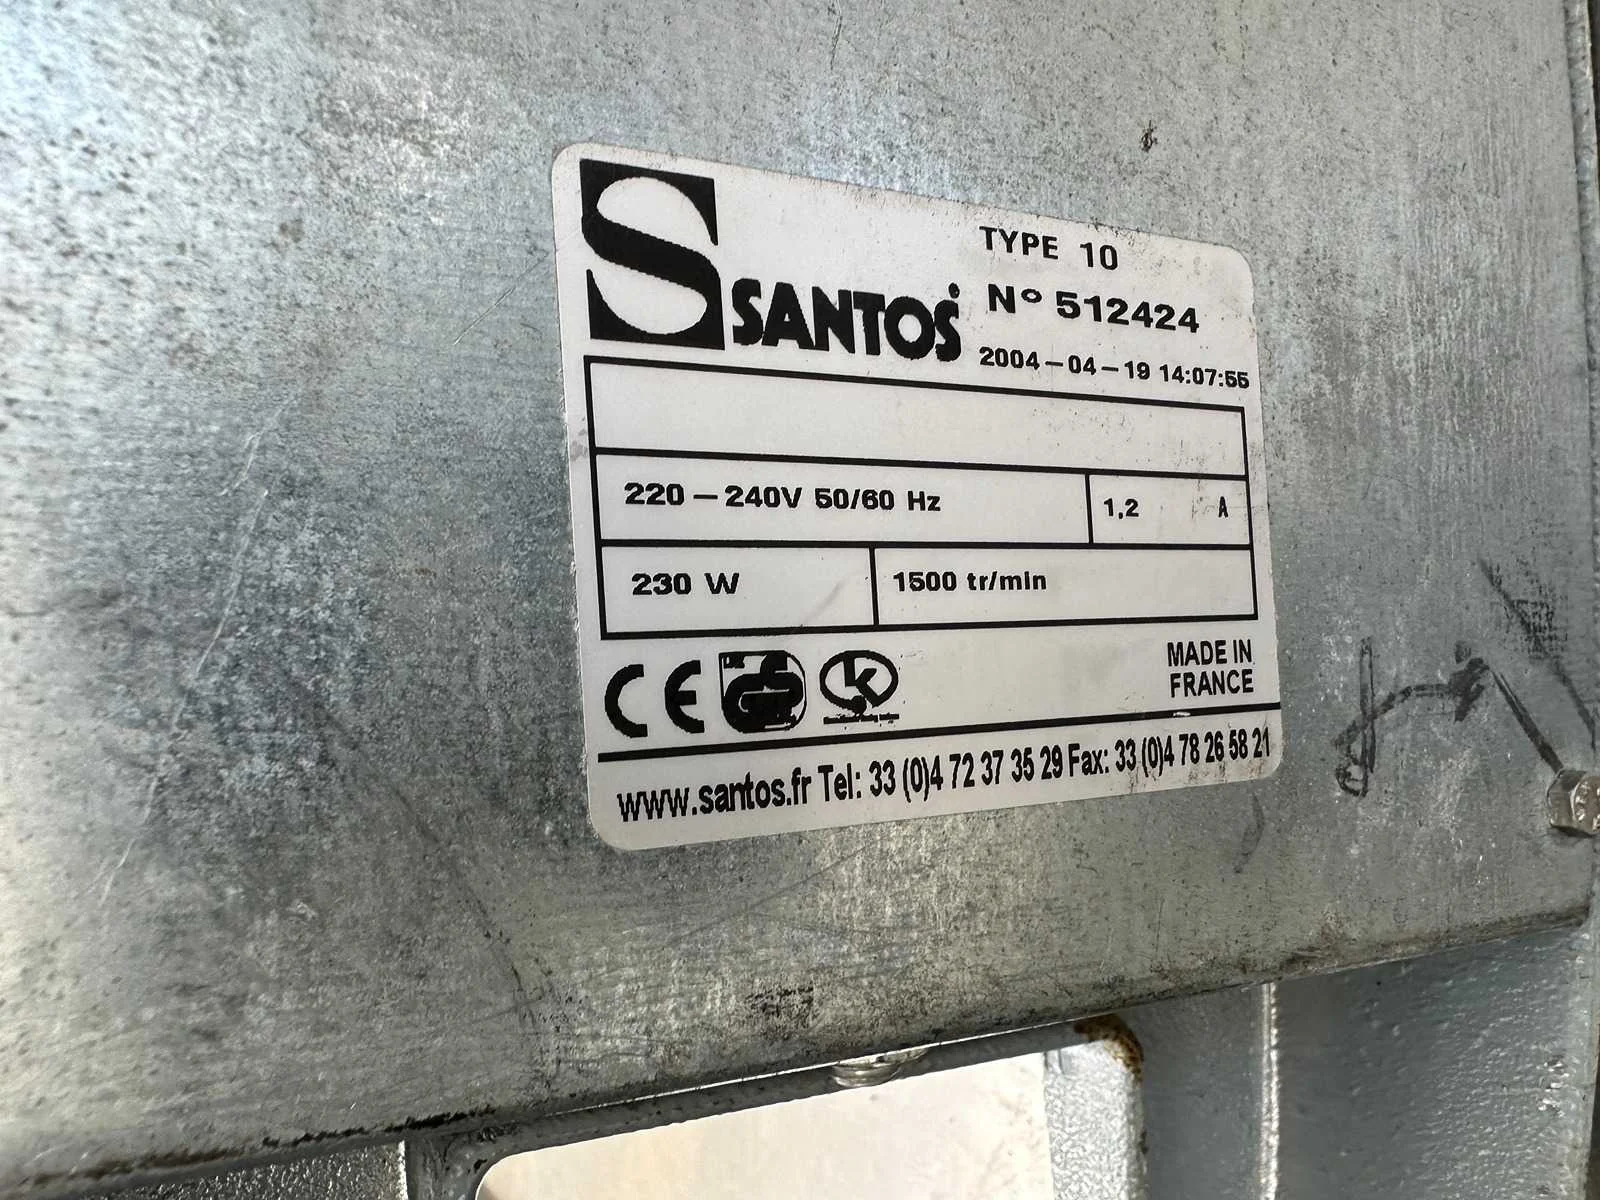 S
SANTOS
TYPE 10
N° 512424
2004-04-19 14:07:55
220-240V 50/60 Hz
1,2 A
230 W
1500 tr/min
CE
GS
k
MADE IN
FRANCE
www.santos.fr Tel: 33 (0)4 72 37 35 29 Fax: 33 (0)4 78 26 58 21